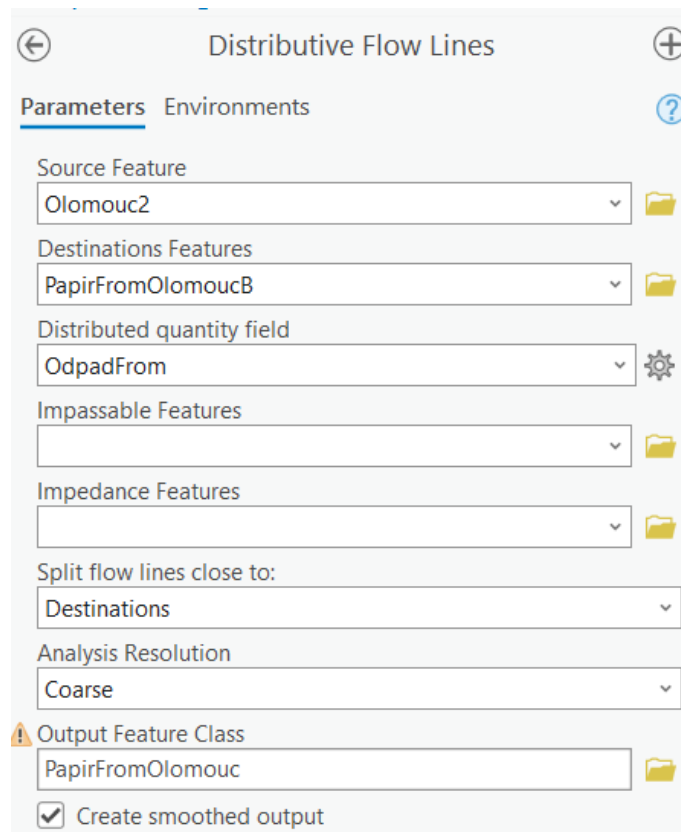 Distributive Flow Lines
Parameters Environments
Source Feature
Olomouc2
Destinations Features
PapirFromOlomoucB
Distributed quantity field
OdpadFrom
Impassable Features
Impedance Features
Split flow lines close to:
Destinations
Analysis Resolution
Coarse
Output Feature Class
PapirFromOlomouc
Create smoothed output